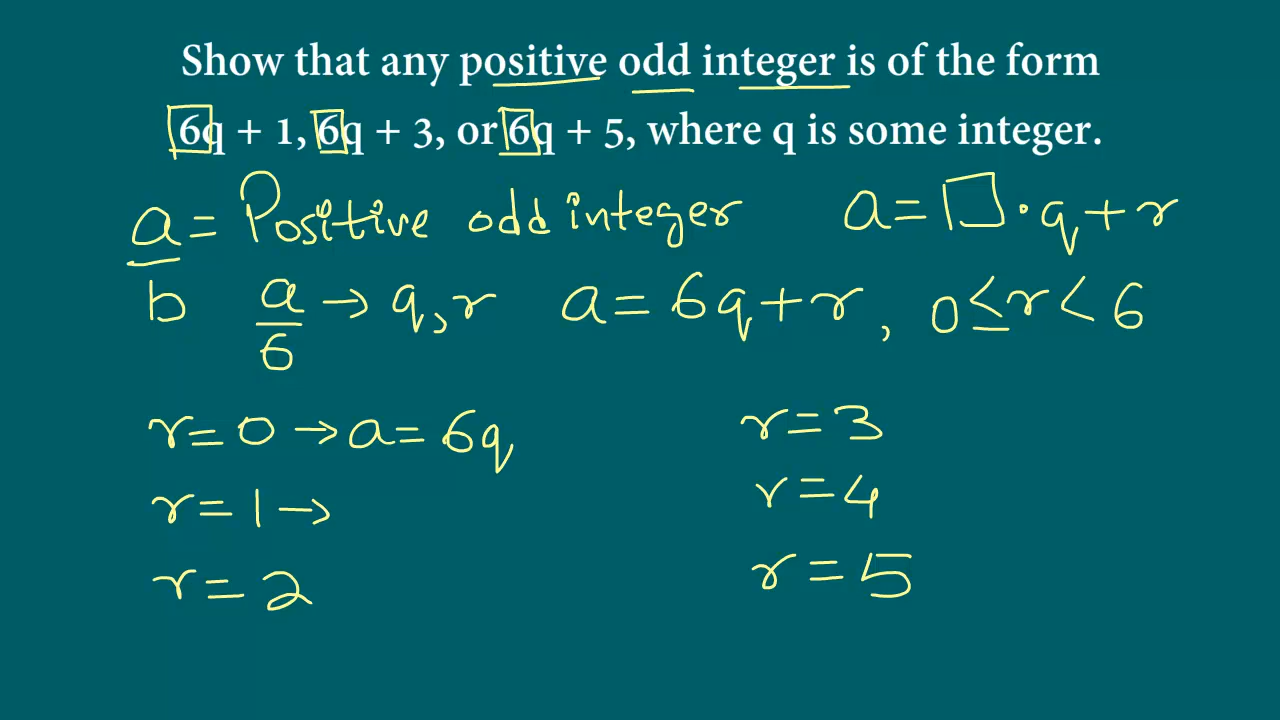 Show that any positive odd integer is of the form
6q + 1, 6q + 3, or 6q + 5, where q is some integer.
a = Positive odd integer a = □ · q + r
b a/6 → q, r a = 6q + r, 0 ≤ r < 6
r = 0 → a = 6q r = 3
r = 1 → r = 4
r = 2 r = 5